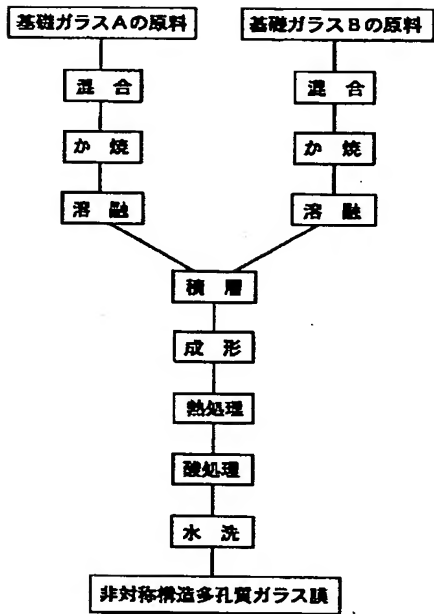 基礎ガラスAの原料
基礎ガラスBの原料
混合
混合
か焼
か焼
溶融
溶融
積層
成形
熱処理
酸処理
水洗
非対称構造多孔質ガラス膜